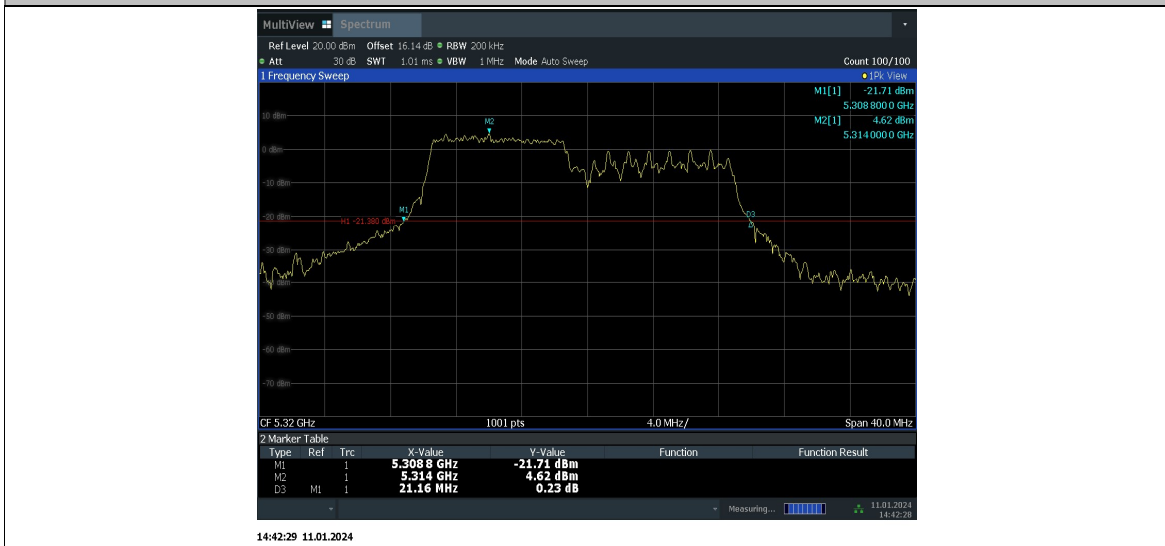 MultiView Spectrum
Ref Level 20.00 dBm Offset 16.14 dB RBW 200 kHz
Att 30 dB SWT 1.01 ms VBW 1 MHz Mode Auto Sweep Count 100/100
1 Frequency Sweep 1Pk View
M1[1] -21.71 dBm
5.308 800 0 GHz
M2[1] 4.62 dBm
5.314 000 0 GHz
10 dBm
M2
0 dBm
-10 dBm
M1
D3
-20 dBm
H1 -21.380 dBm
-30 dBm
-40 dBm
-50 dBm
-60 dBm
-70 dBm
CF 5.32 GHz 1001 pts 4.0 MHz/ Span 40.0 MHz
2 Marker Table
Type Ref Trc X-Value Y-Value Function Function Result
M1 1 5.308 8 GHz -21.71 dBm
M2 1 5.314 GHz 4.62 dBm
D3 M1 1 21.16 MHz 0.23 dB
Measuring... 11.01.2024
14:42:28
14:42:29 11.01.2024